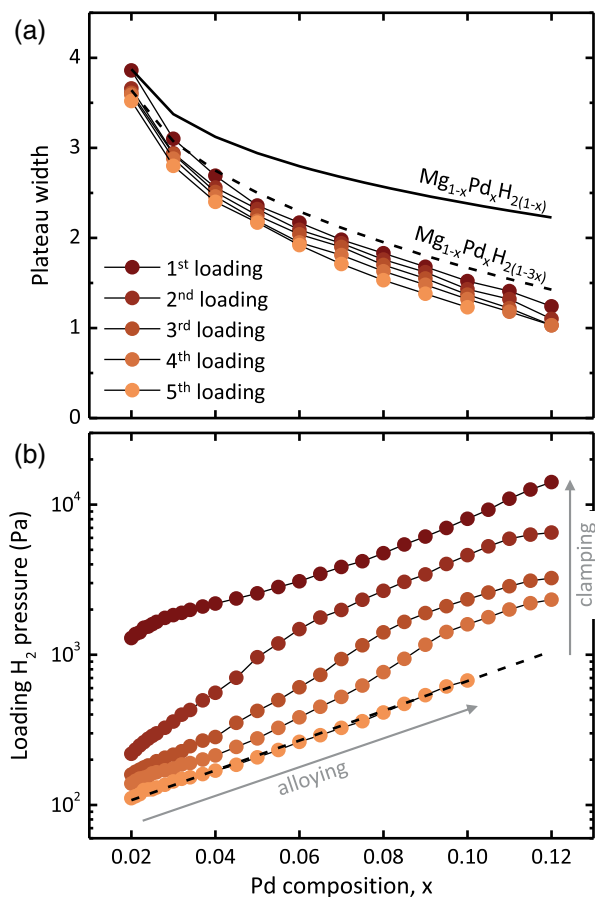 (a)
4
3
2
1
0
Plateau width
Mg1-xPdxH2(1-x)
Mg1-xPdxH2(1-3x)
1st loading
2nd loading
3rd loading
4th loading
5th loading
(b)
10^4
10^3
10^2
Loading H2 pressure (Pa)
clamping
alloying
0.02 0.04 0.06 0.08 0.10 0.12
Pd composition, x